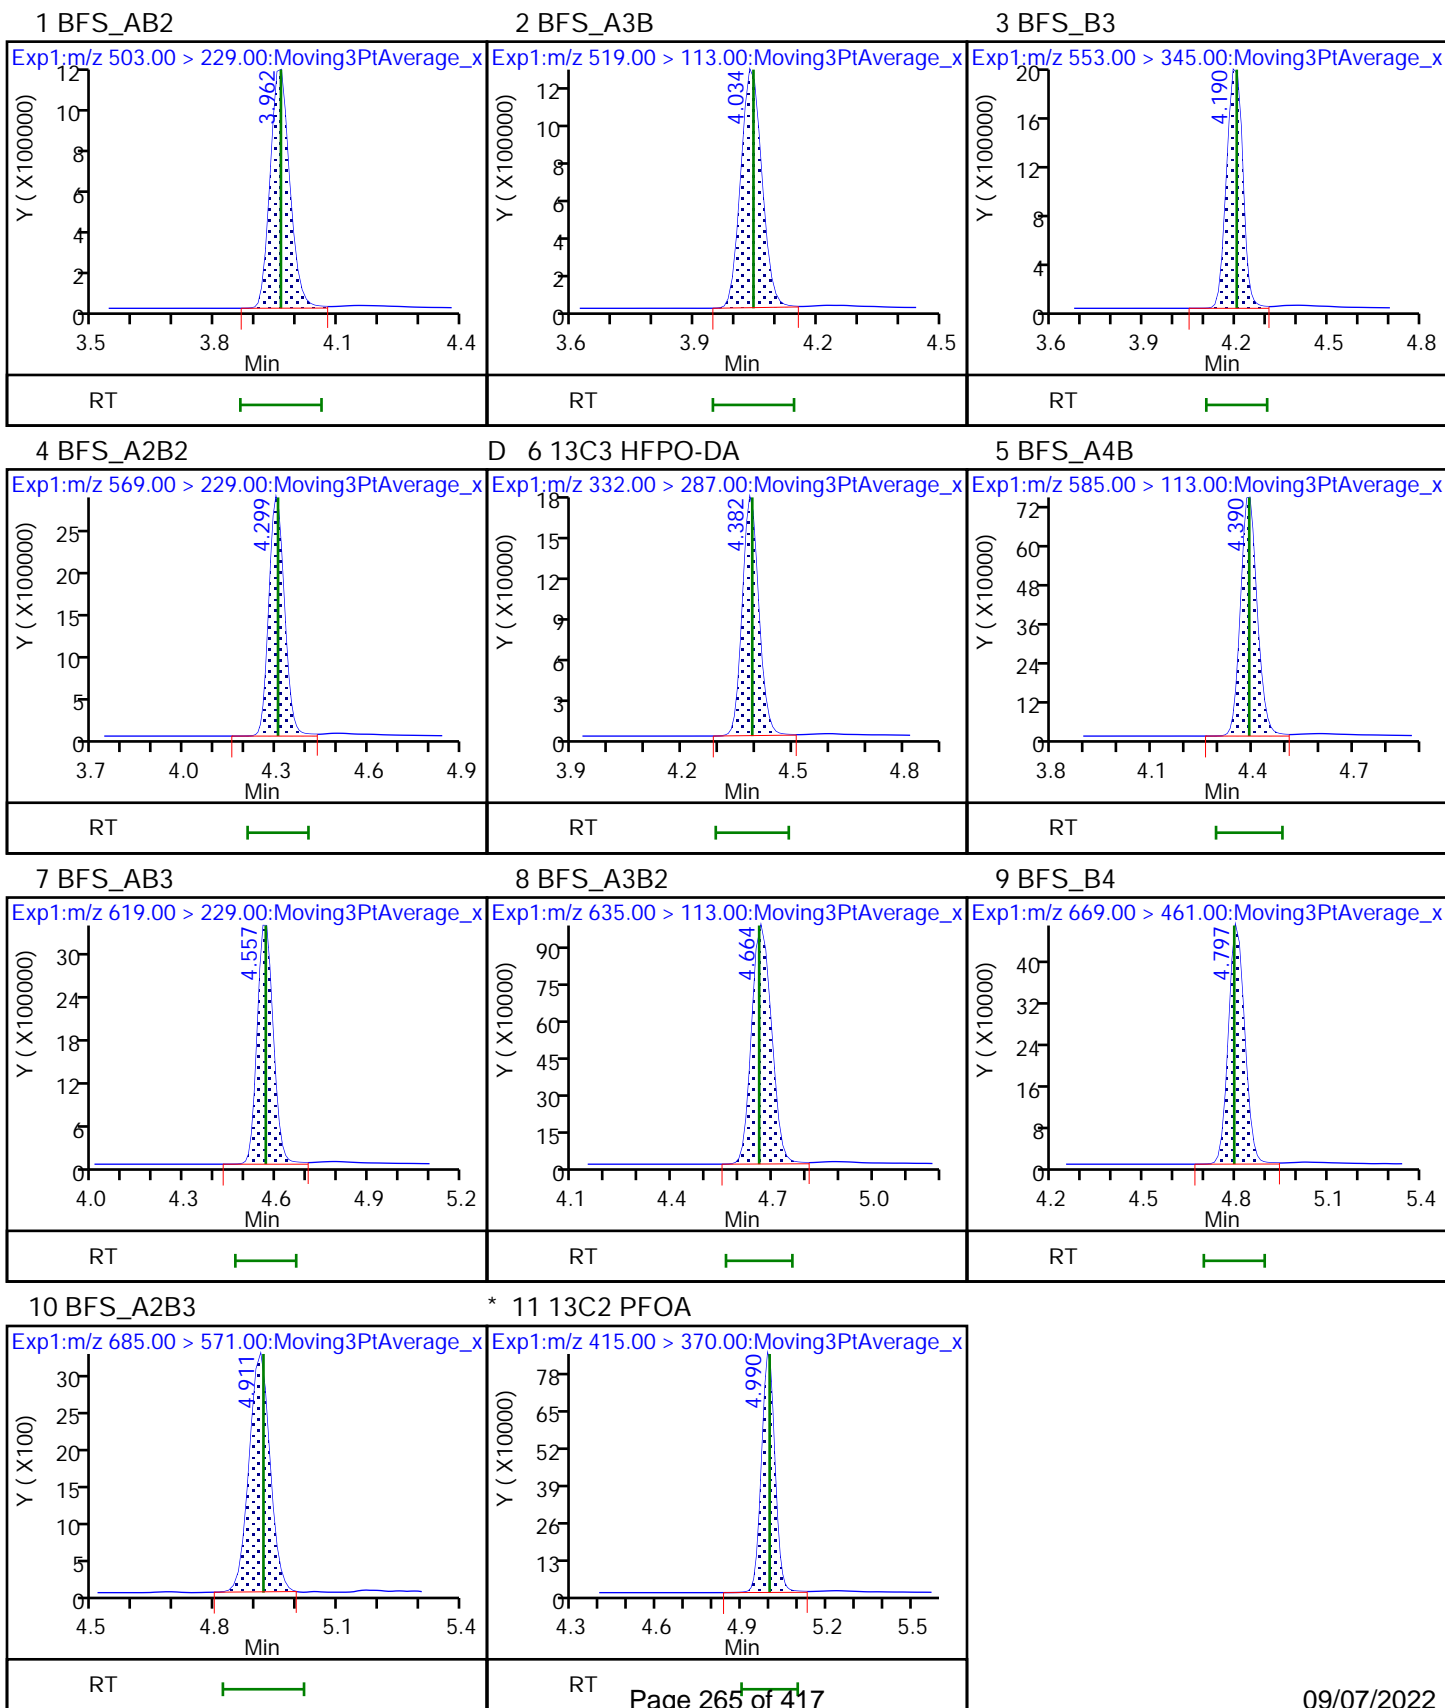 1 BFS_AB2
Exp1:m/z 503.00 > 229.00:Moving3PtAverage_x
Y ( X100000)
12
10
8
6
4
2
0
3.962
3.5 3.8 4.1 4.4
Min
RT
2 BFS_A3B
Exp1:m/z 519.00 > 113.00:Moving3PtAverage_x
Y ( X100000)
12
10
8
6
4
2
0
4.034
3.6 3.9 4.2 4.5
Min
RT
3 BFS_B3
Exp1:m/z 553.00 > 345.00:Moving3PtAverage_x
Y ( X100000)
20
16
12
8
4
0
4.190
3.6 3.9 4.2 4.5 4.8
Min
RT
4 BFS_A2B2
Exp1:m/z 569.00 > 229.00:Moving3PtAverage_x
Y ( X100000)
25
20
15
10
5
0
4.299
3.7 4.0 4.3 4.6 4.9
Min
RT
D 6 13C3 HFPO-DA
Exp1:m/z 332.00 > 287.00:Moving3PtAverage_x
Y ( X10000)
18
15
12
9
6
3
0
4.382
3.9 4.2 4.5 4.8
Min
RT
5 BFS_A4B
Exp1:m/z 585.00 > 113.00:Moving3PtAverage_x
Y ( X10000)
72
60
48
36
24
12
0
4.390
3.8 4.1 4.4 4.7
Min
RT
7 BFS_AB3
Exp1:m/z 619.00 > 229.00:Moving3PtAverage_x
Y ( X100000)
30
24
18
12
6
0
4.557
4.0 4.3 4.6 4.9 5.2
Min
RT
8 BFS_A3B2
Exp1:m/z 635.00 > 113.00:Moving3PtAverage_x
Y ( X10000)
90
75
60
45
30
15
0
4.664
4.1 4.4 4.7 5.0
Min
RT
9 BFS_B4
Exp1:m/z 669.00 > 461.00:Moving3PtAverage_x
Y ( X100000)
40
32
24
16
8
0
4.797
4.2 4.5 4.8 5.1 5.4
Min
RT
10 BFS_A2B3
Exp1:m/z 685.00 > 571.00:Moving3PtAverage_x
Y ( X100)
30
25
20
15
10
5
0
4.911
4.5 4.8 5.1 5.4
Min
RT
* 11 13C2 PFOA
Exp1:m/z 415.00 > 370.00:Moving3PtAverage_x
Y ( X10000)
78
65
52
39
26
13
0
4.990
4.3 4.6 4.9 5.2 5.5
Min
RT
Page 265 of 417
09/07/2022